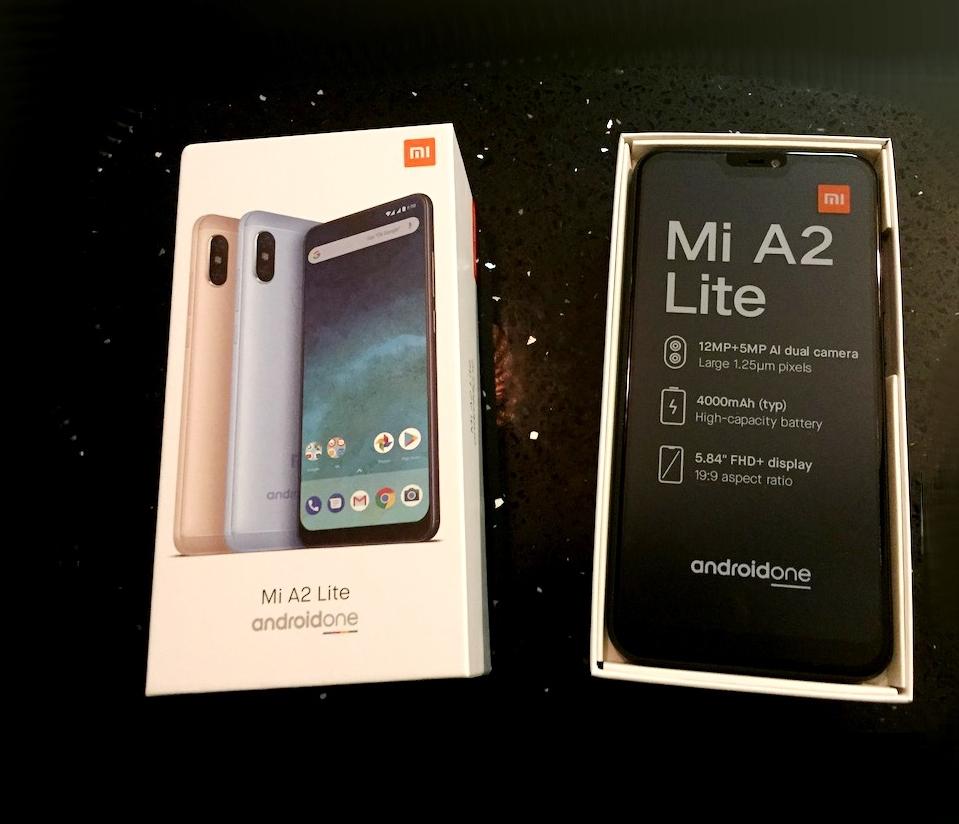 mi
andr
Mi A2 Lite
androidone
mi
Mi A2
Lite
12MP+5MP AI dual camera
Large 1.25μm pixels
4000mAh (typ)
High-capacity battery
5.84" FHD+ display
19:9 aspect ratio
androidone